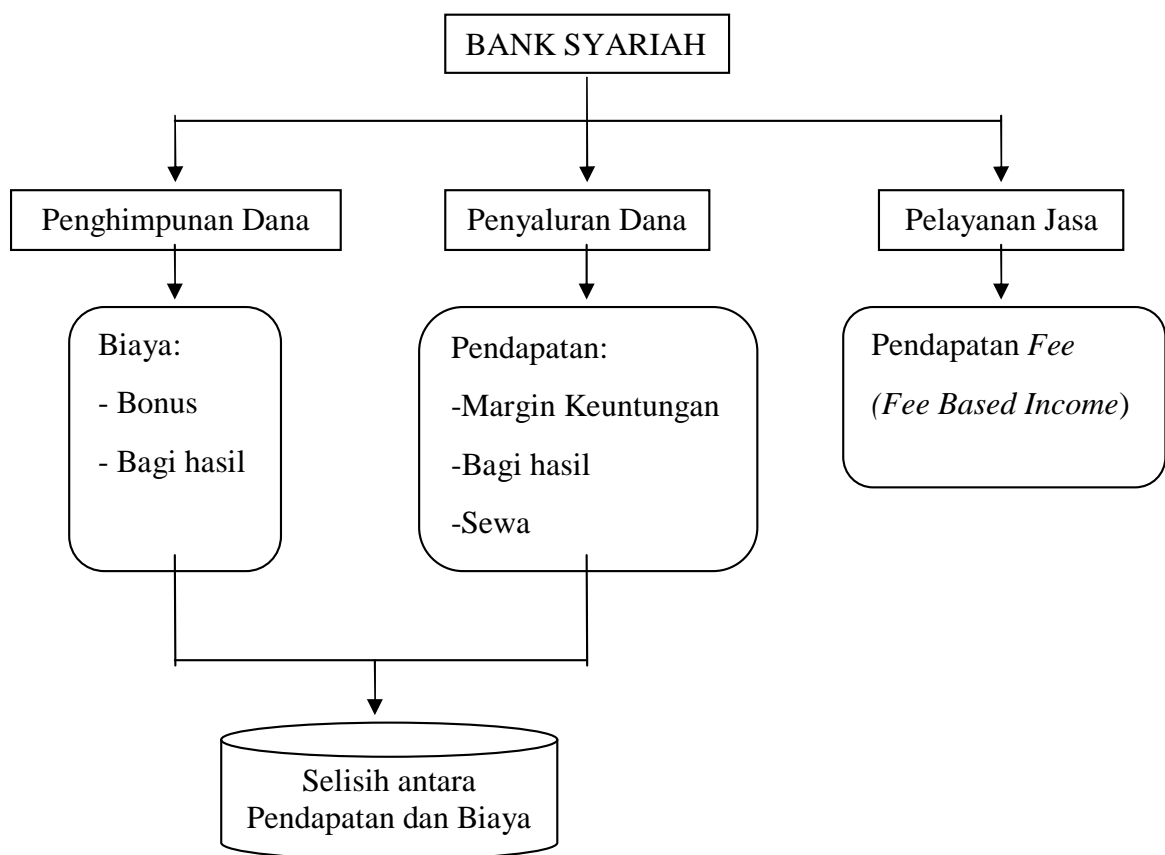 BANK SYARIAH
Penghimpunan Dana
Penyaluran Dana
Pelayanan Jasa
Biaya:
- Bonus
- Bagi hasil
Pendapatan:
-Margin Keuntungan
-Bagi hasil
-Sewa
Pendapatan Fee
(Fee Based Income)
Selisih antara
Pendapatan dan Biaya